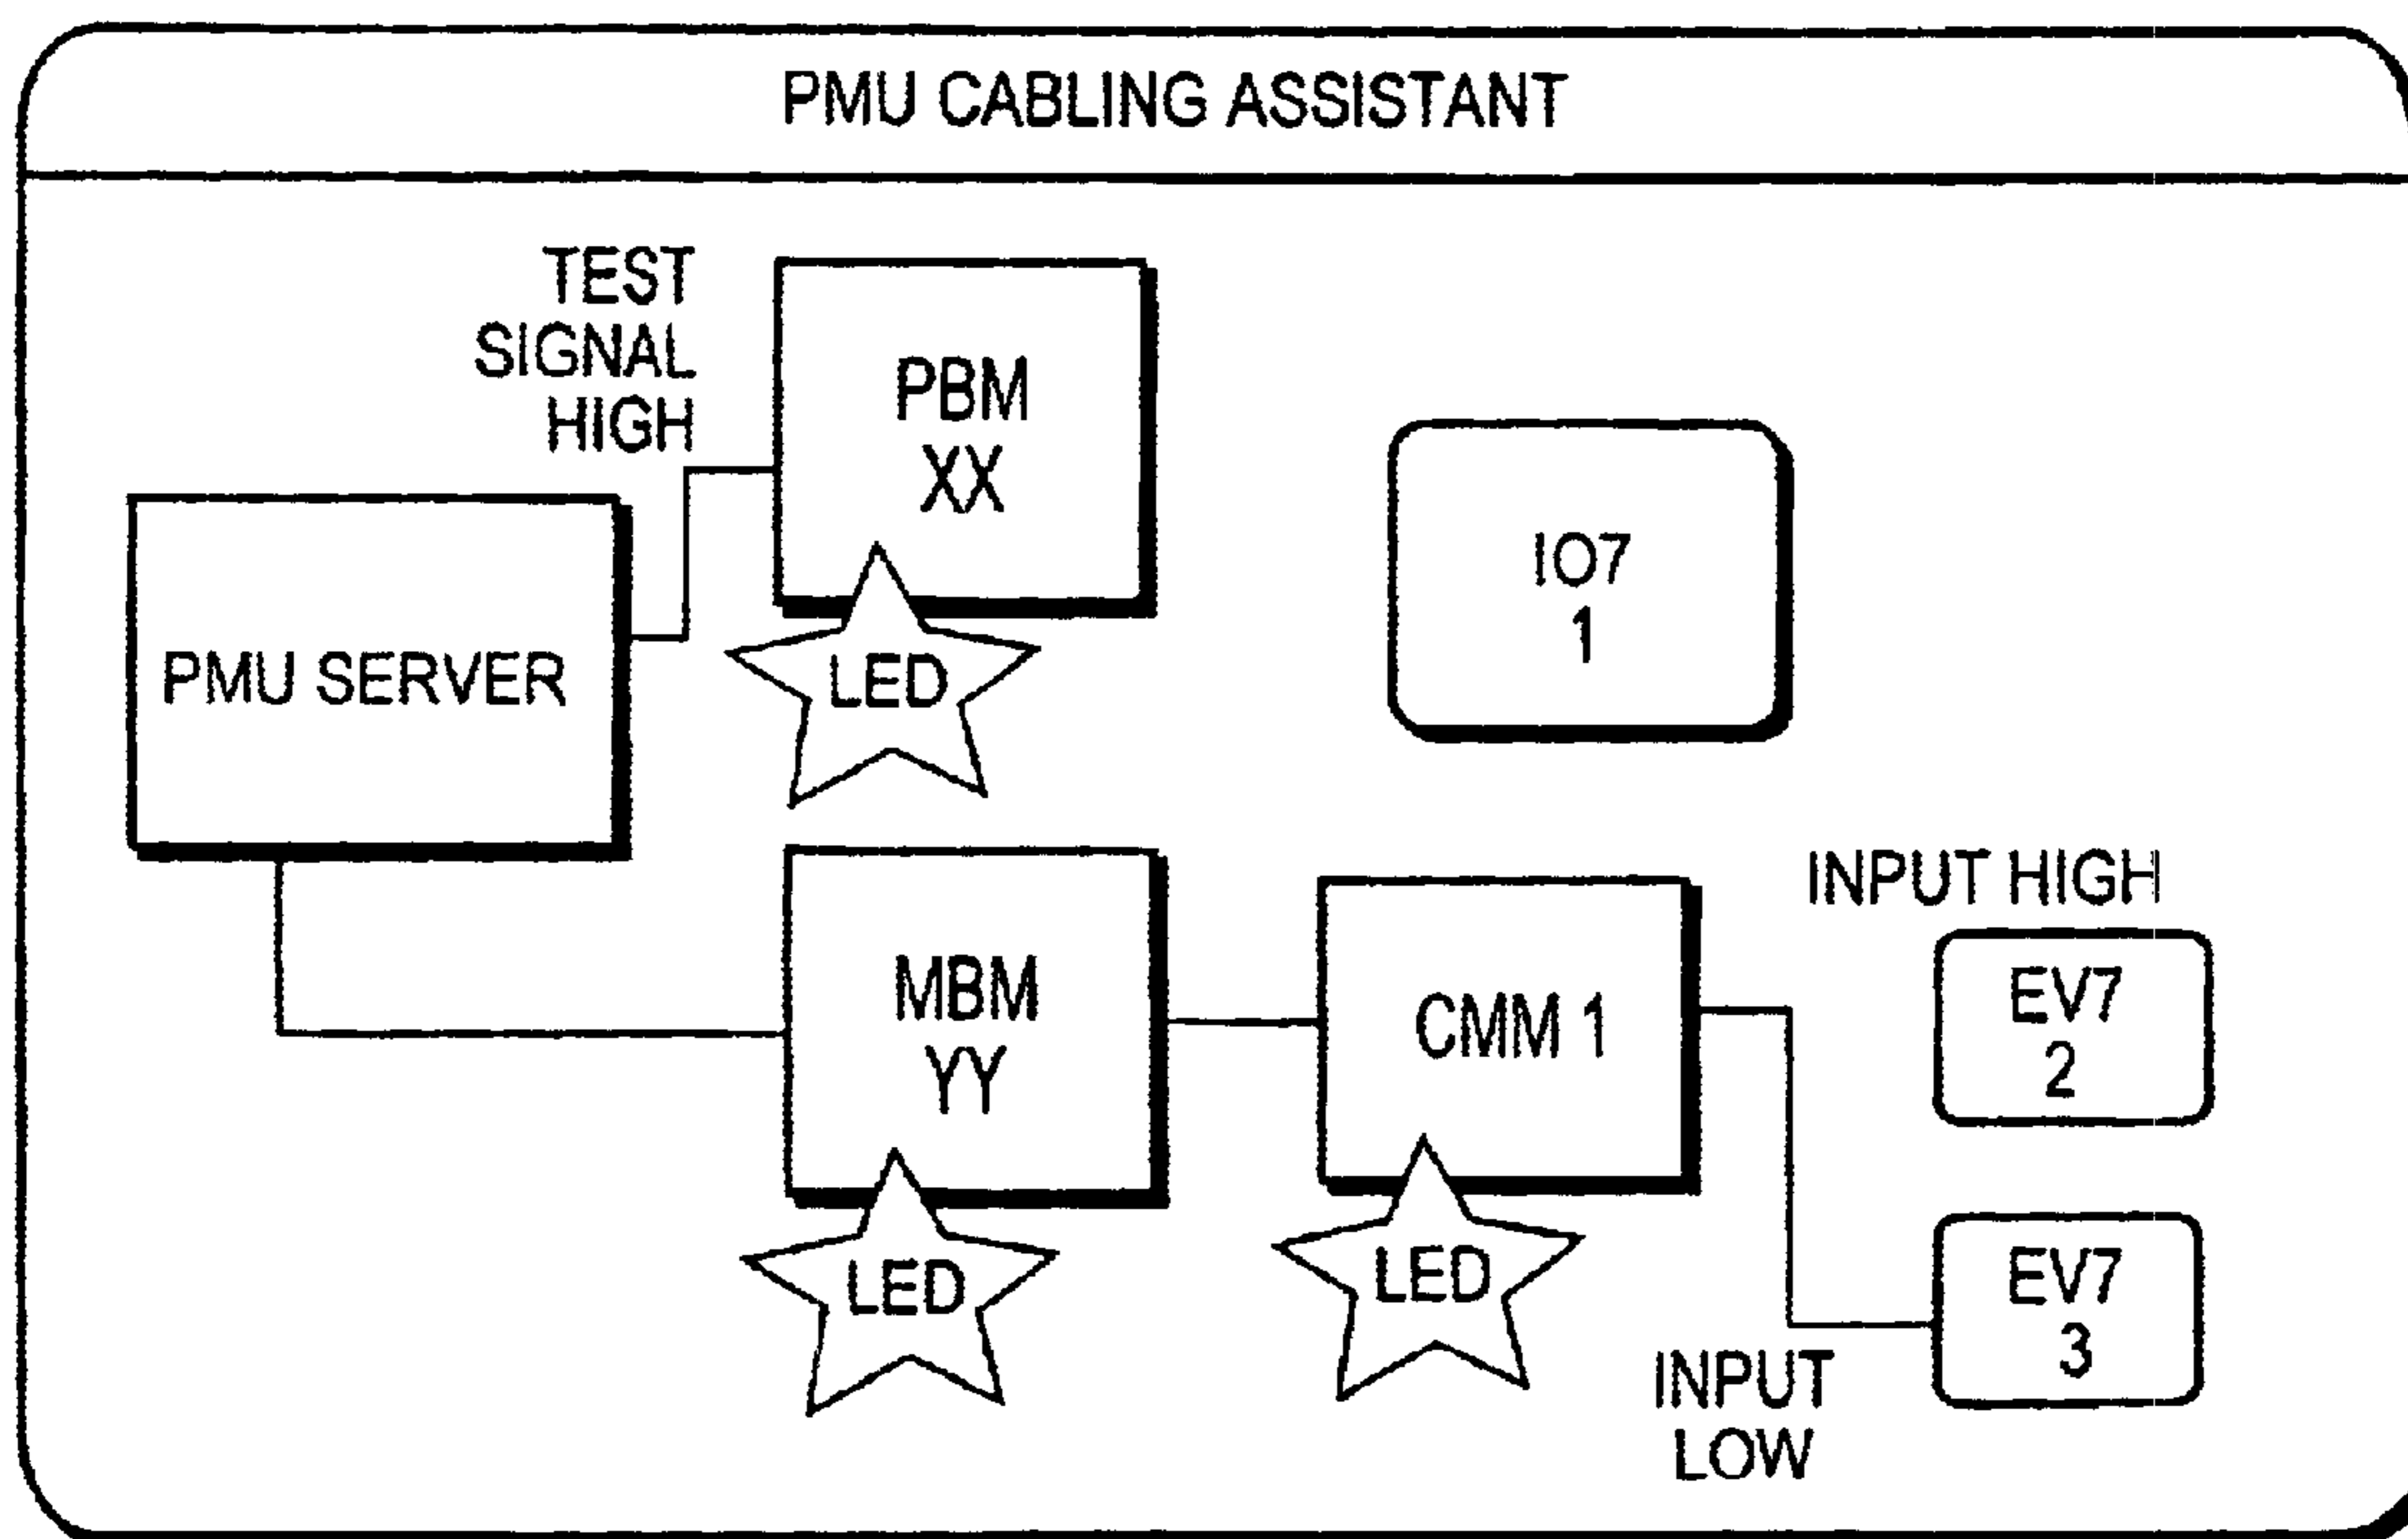 PMU CABLING ASSISTANT
TEST
SIGNAL
HIGH
PBM
XX
LED
PMU SERVER
IO7
1
MBM
YY
LED
CMM 1
LED
INPUT HIGH
EV7
2
EV7
3
INPUT
LOW